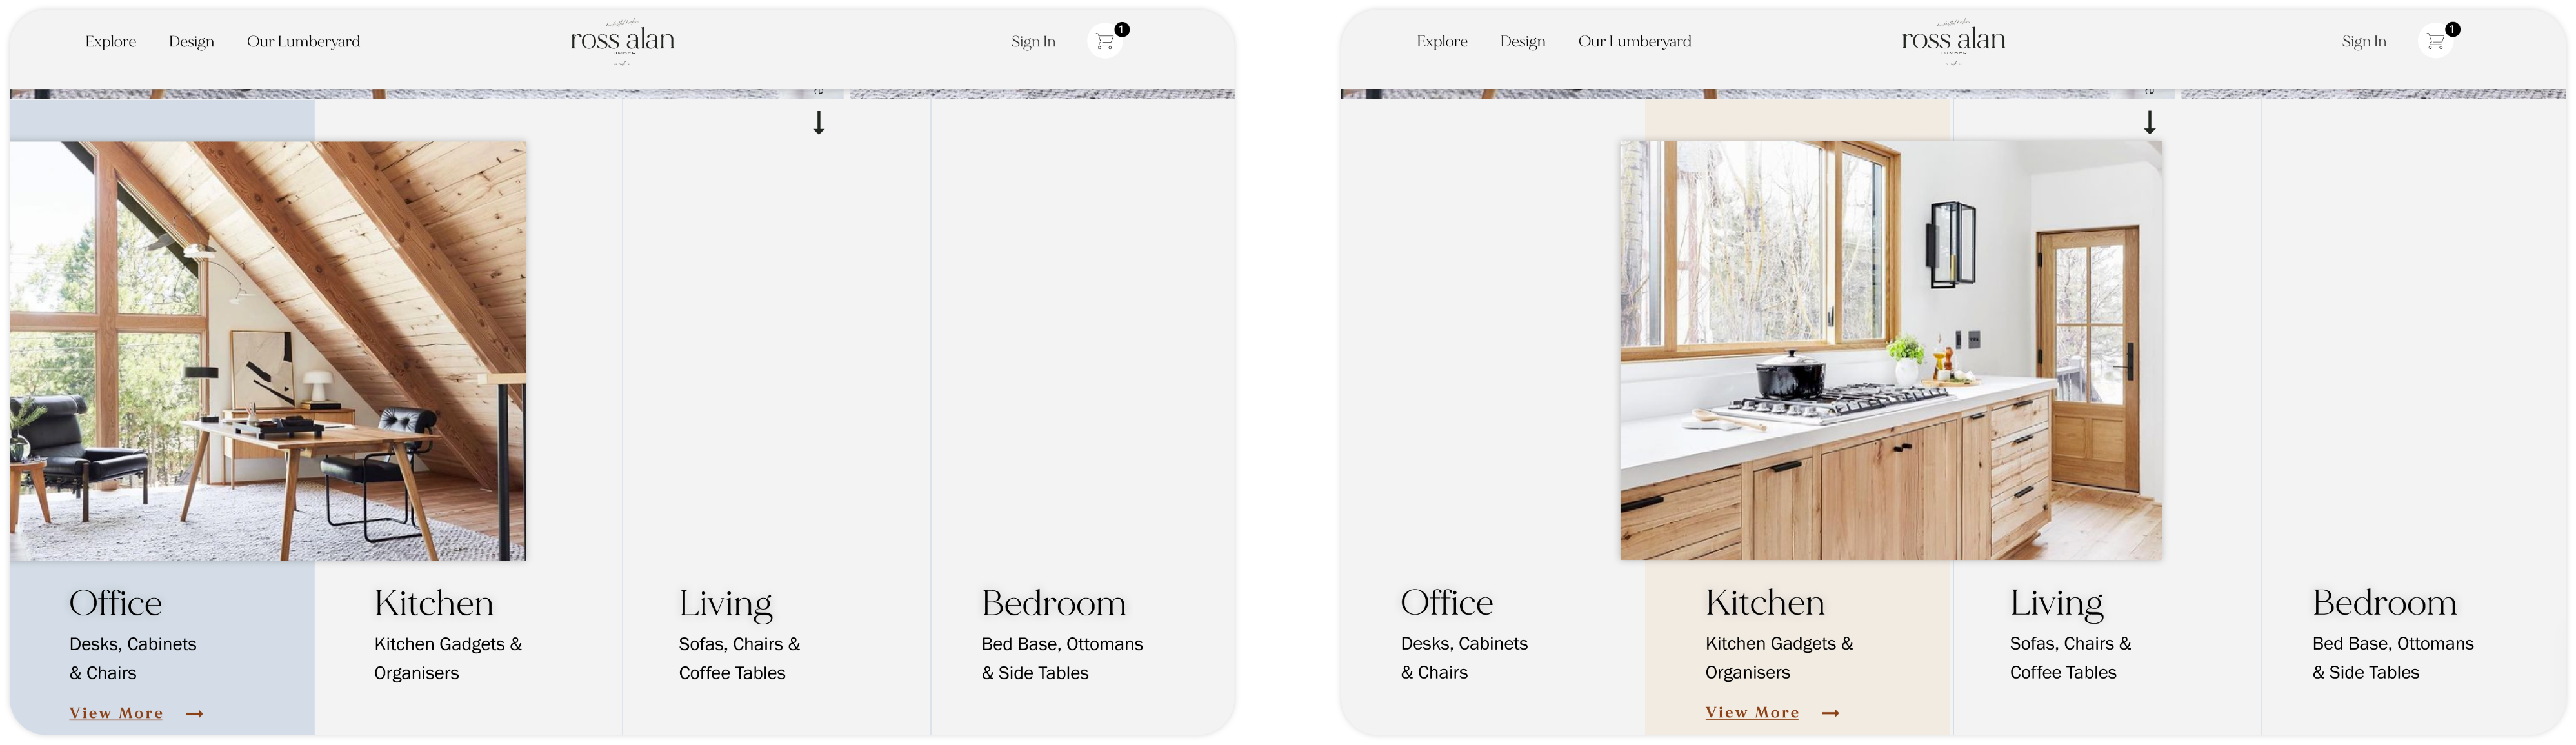 Explore Design Our Lumberyard
ross alan
LUMBER
Sign In
1
Office
Desks, Cabinets
& Chairs
View More
Kitchen
Kitchen Gadgets &
Organisers
Living
Sofas, Chairs &
Coffee Tables
Bedroom
Bed Base, Ottomans
& Side Tables
Explore Design Our Lumberyard
ross alan
LUMBER
Sign In
1
Office
Desks, Cabinets
& Chairs
Kitchen
Kitchen Gadgets &
Organisers
View More
Living
Sofas, Chairs &
Coffee Tables
Bedroom
Bed Base, Ottomans
& Side Tables